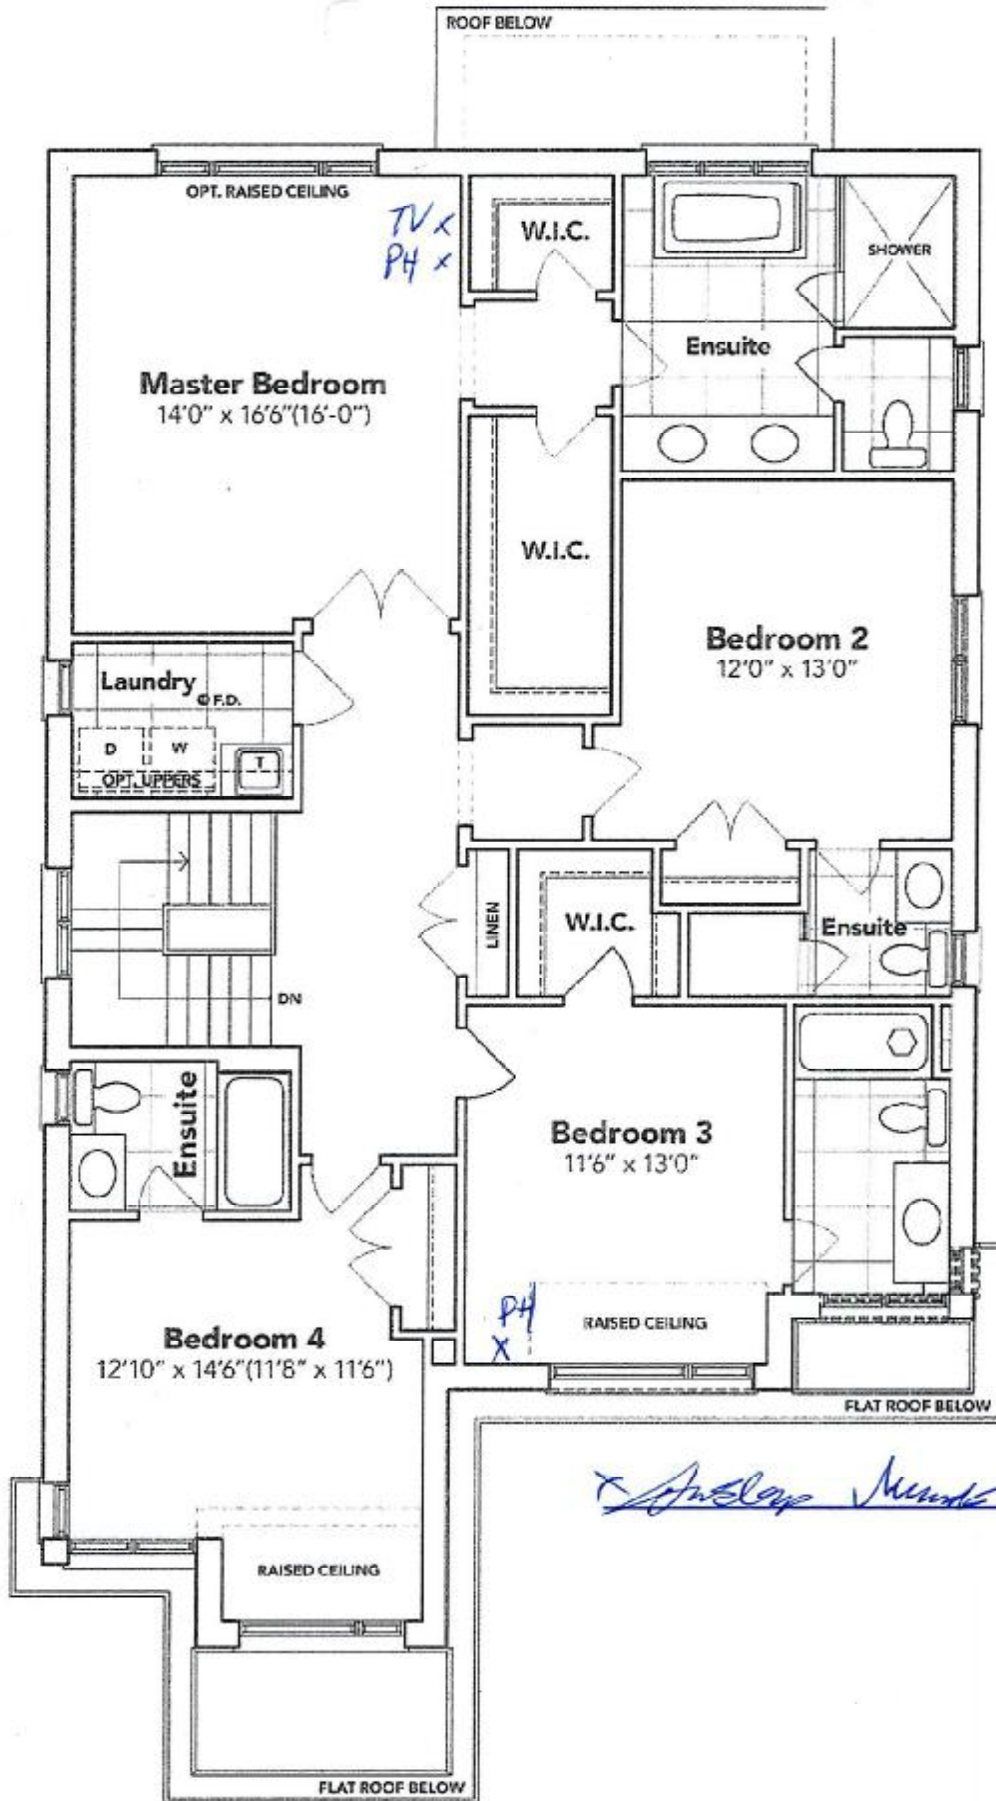 ROOF BELOW
OPT. RAISED CEILING
TV x
PH x
W.I.C.
SHOWER
Ensuite
Master Bedroom
14'0" x 16'6"(16'-0")
W.I.C.
Bedroom 2
12'0" x 13'0"
Laundry
F.D.
D
W
T
OPT. UPPERS
LINEN
W.I.C.
Ensuite
DN
Ensuite
Bedroom 3
11'6" x 13'0"
PH
X
RAISED CEILING
Bedroom 4
12'10" x 14'6"(11'8" x 11'6")
FLAT ROOF BELOW
x
RAISED CEILING
FLAT ROOF BELOW